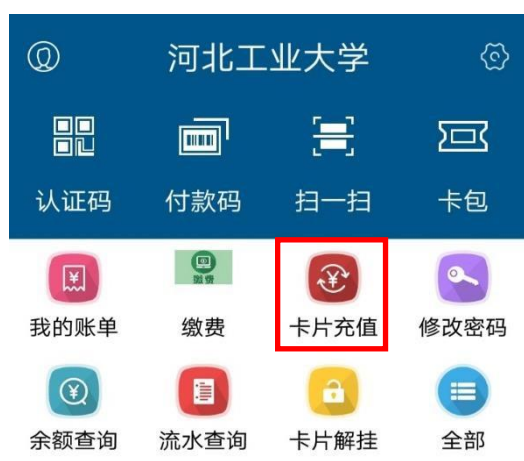 河北工业大学
认证码 付款码 扫一扫 卡包
缴费
我的账单 缴费 卡片充值 修改密码
余额查询 流水查询 卡片解挂 全部